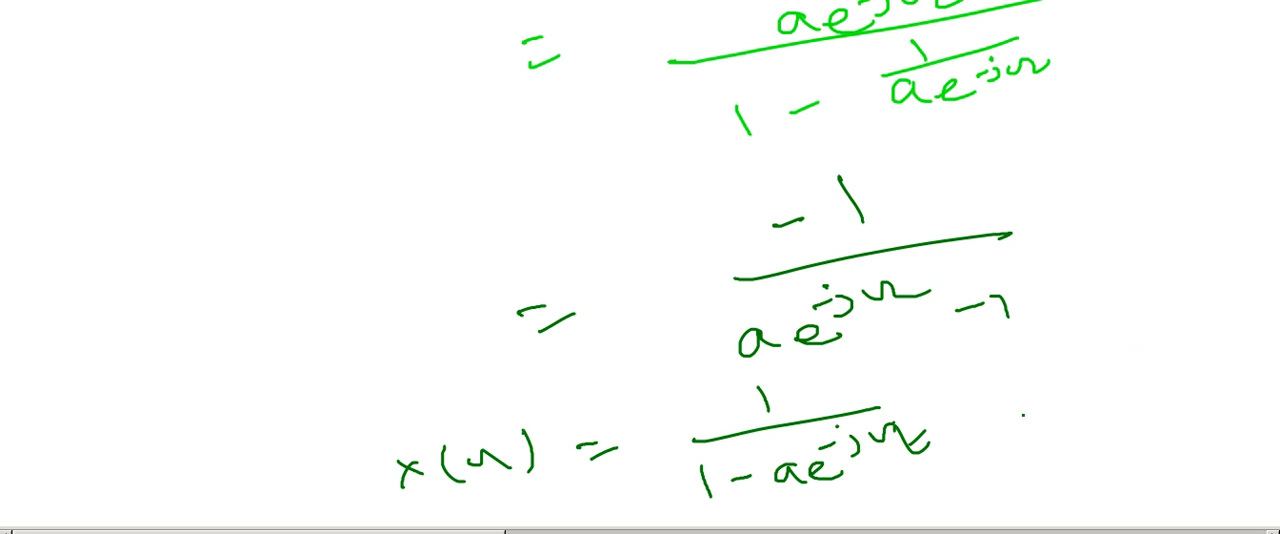 = ae^-jΩ / (1 - 1/(ae^-jΩ))
= -1 / (ae^-jΩ - 1)
x(Ω) = 1 / (1 - ae^-jΩ)